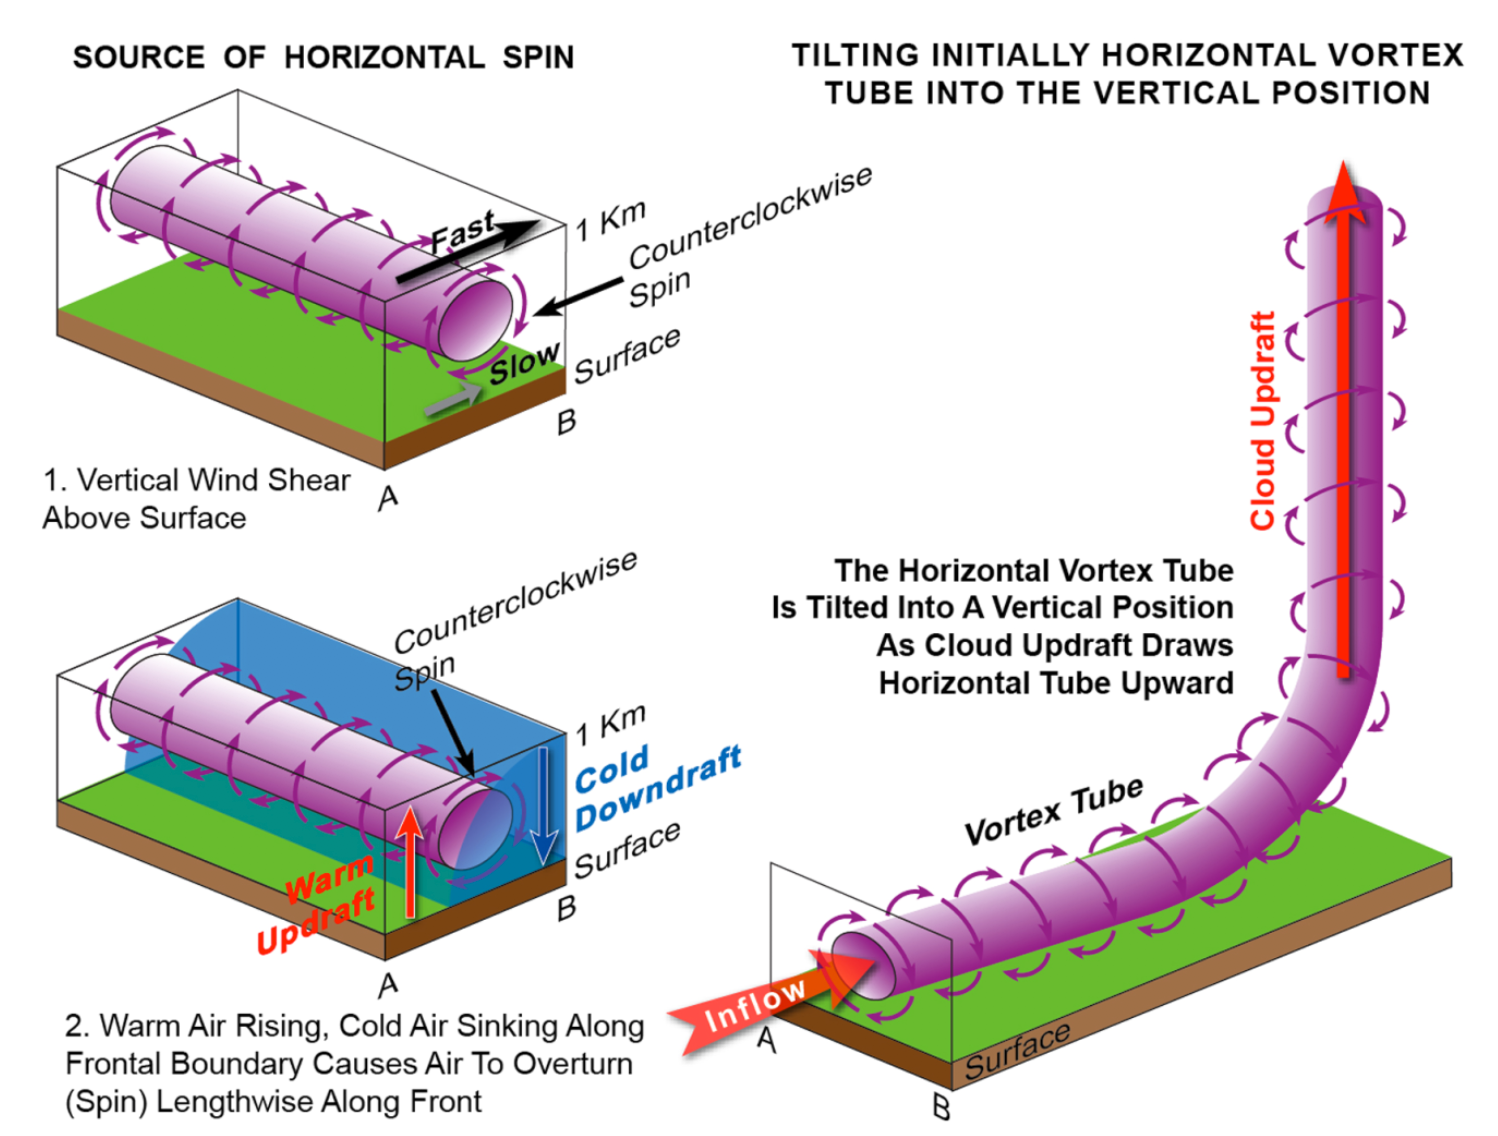 SOURCE OF HORIZONTAL SPIN
Fast
1 Km
Counterclockwise
Spin
Slow
Surface
B
A
1. Vertical Wind Shear
Above Surface
Counterclockwise
Spin
1 Km
Cold
Downdraft
Surface
Warm
Updraft
B
A
2. Warm Air Rising, Cold Air Sinking Along
Frontal Boundary Causes Air To Overturn
(Spin) Lengthwise Along Front
TILTING INITIALLY HORIZONTAL VORTEX
TUBE INTO THE VERTICAL POSITION
Cloud Updraft
The Horizontal Vortex Tube
Is Tilted Into A Vertical Position
As Cloud Updraft Draws
Horizontal Tube Upward
Vortex Tube
Inflow
A
Surface
B